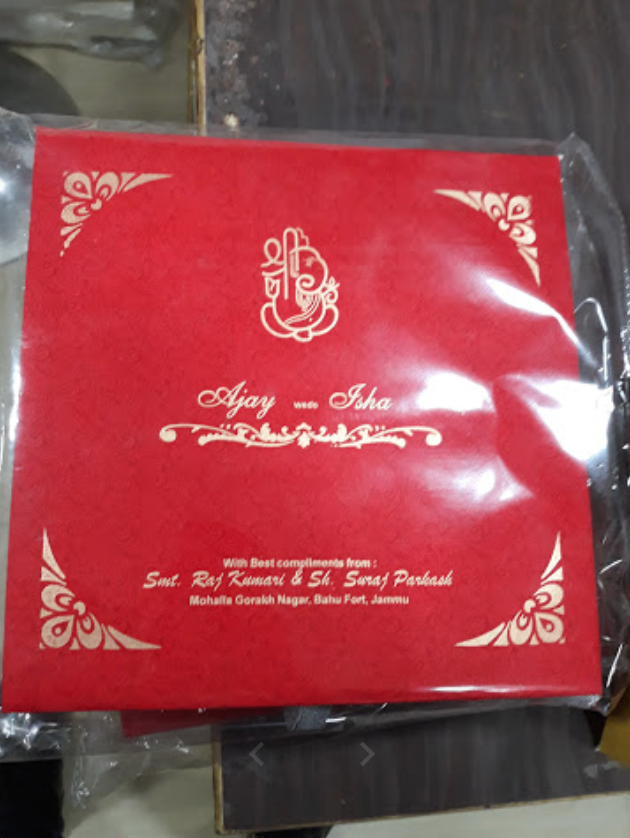 श्री
Ajay weds Isha
With Best compliments from :
Smt. Raj Kumari & Sh. Suraj Parkash
Mohalla Gorakh Nagar, Bahu Fort, Jammu